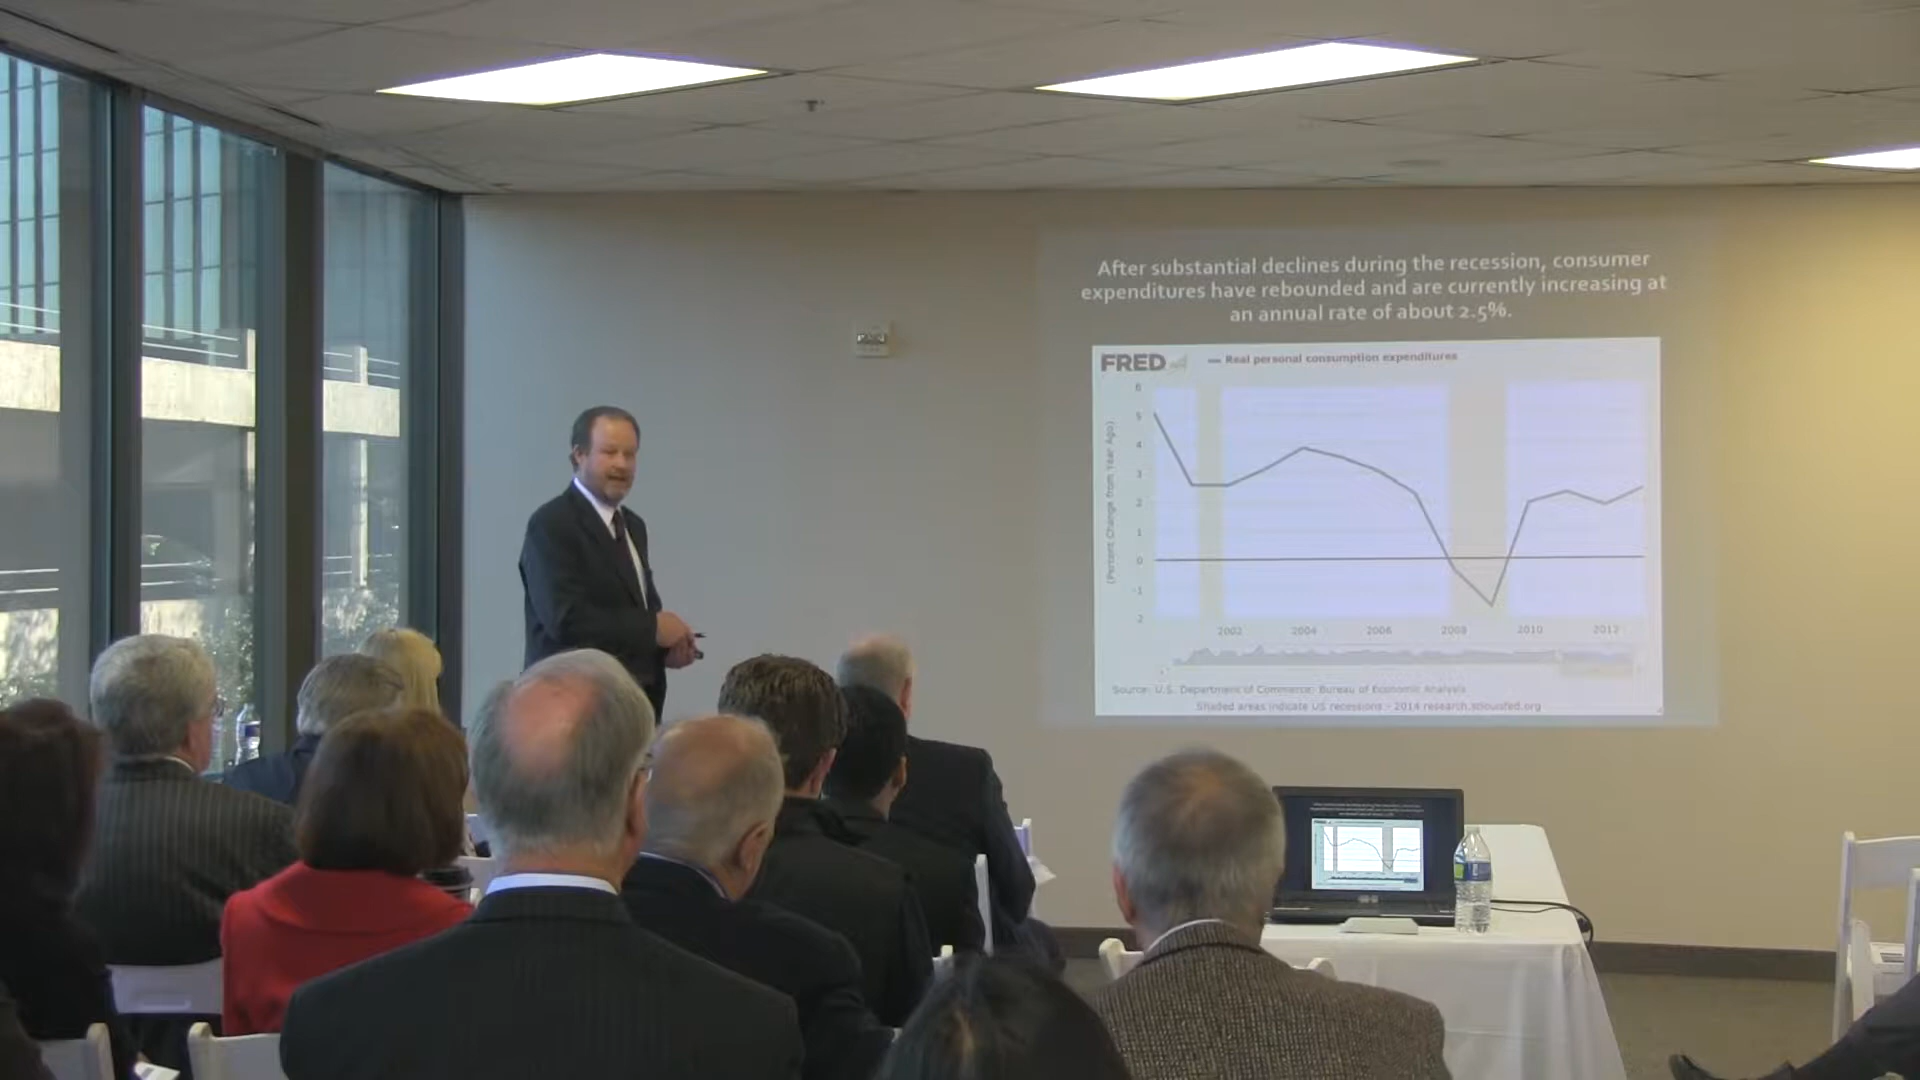 After substantial declines during the recession, consumer
expenditures have rebounded and are currently increasing at
an annual rate of about 2.5%.
FRED
Real personal consumption expenditures
(Percent Change from Year Ago)
6
5
4
3
2
1
0
-1
2002 2004 2006 2008 2010 2012
Source: U.S. Department of Commerce: Bureau of Economic Analysis
Shaded areas indicate US recessions - 2014 research.stlouisfed.org